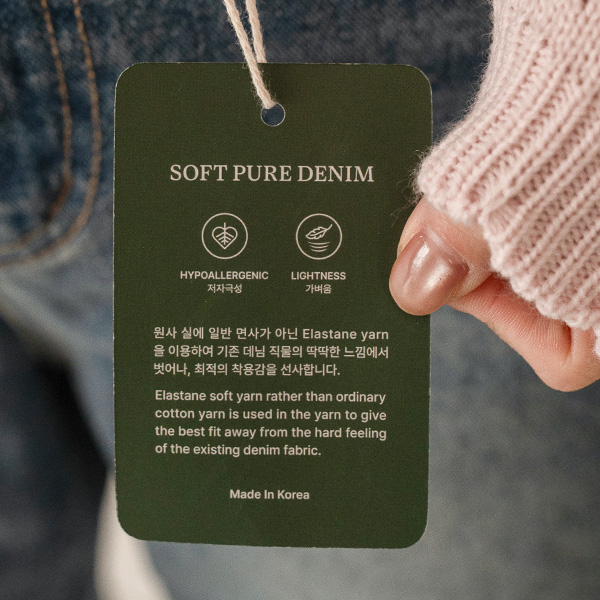 SOFT PURE DENIM
HYPOALLERGENIC
저자극성
LIGHTNESS
가벼움
원사 실에 일반 면사가 아닌 Elastane yarn
을 이용하여 기존 데님 직물의 딱딱한 느낌에서
벗어나, 최적의 착용감을 선사합니다.
Elastane soft yarn rather than ordinary
cotton yarn is used in the yarn to give
the best fit away from the hard feeling
of the existing denim fabric.
Made In Korea